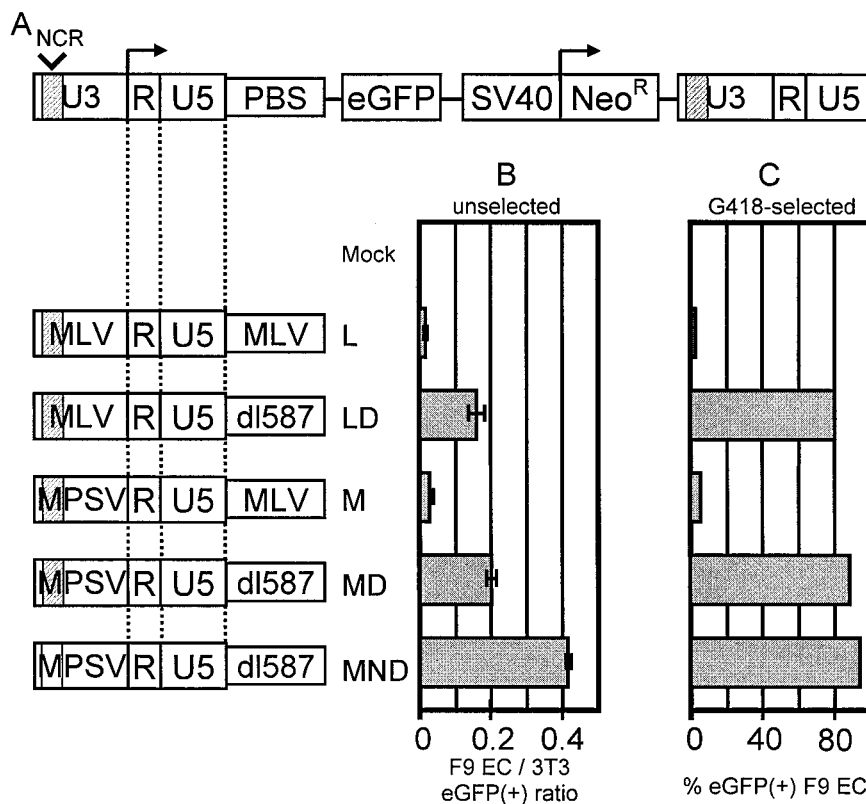 A
NCR
U3 R U5 PBS eGFP SV40 Neo^R U3 R U5
B
unselected
C
G418-selected
Mock
MLV R U5 MLV L
MLV R U5 dl587 LD
MPSV R U5 MLV M
MPSV R U5 dl587 MD
MPSV R U5 dl587 MND
0 0.2 0.4
F9 EC / 3T3
eGFP(+) ratio
0 40 80
% eGFP(+) F9 EC